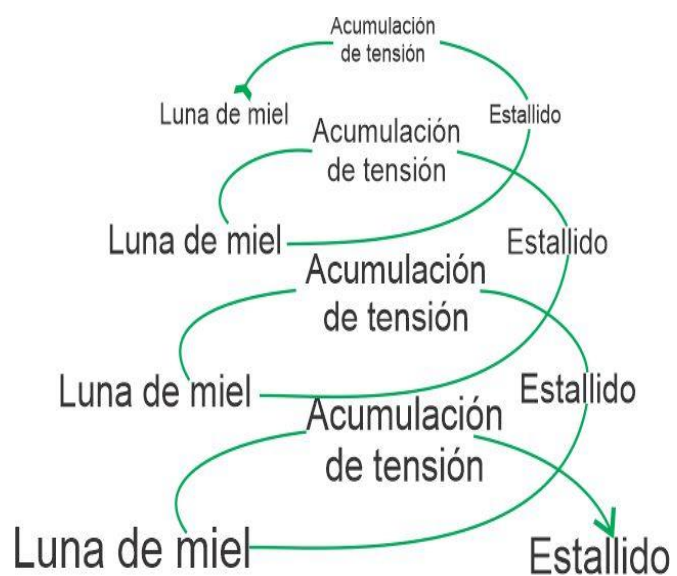 Acumulación
de tensión
Luna de miel
Estallido
Acumulación
de tensión
Luna de miel
Estallido
Acumulación
de tensión
Luna de miel
Estallido
Acumulación
de tensión
Luna de miel
Estallido